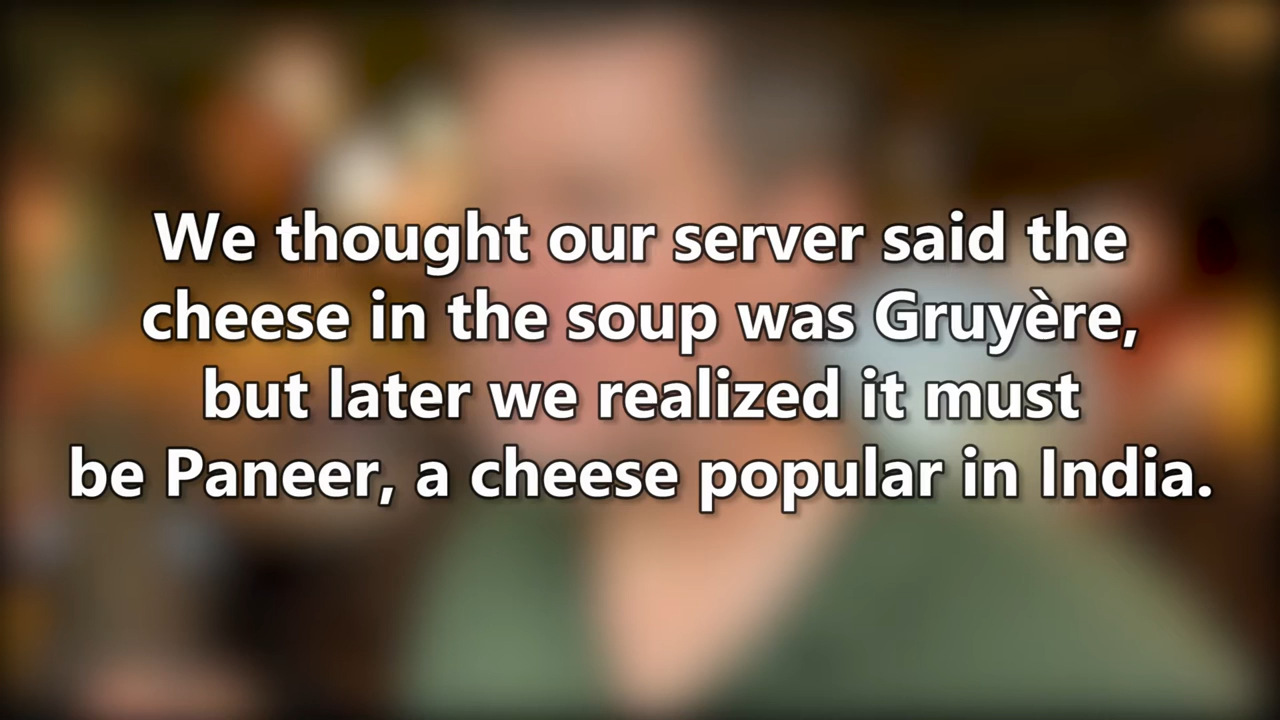 We thought our server said the
cheese in the soup was Gruyère,
but later we realized it must
be Paneer, a cheese popular in India.